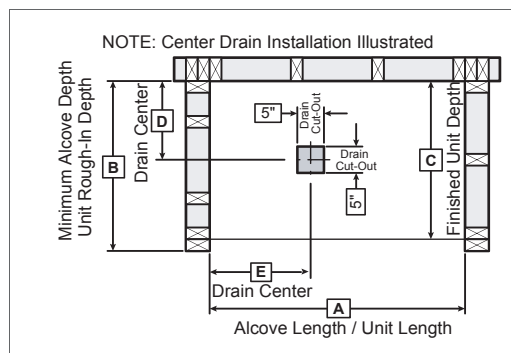 NOTE: Center Drain Installation Illustrated
Minimum Alcove Depth
Unit Rough-In Depth
B
Drain Center
D
5"
Drain
Cut-Out
Drain
Cut-Out
5"
C
Finished Unit Depth
E
Drain Center
A
Alcove Length / Unit Length